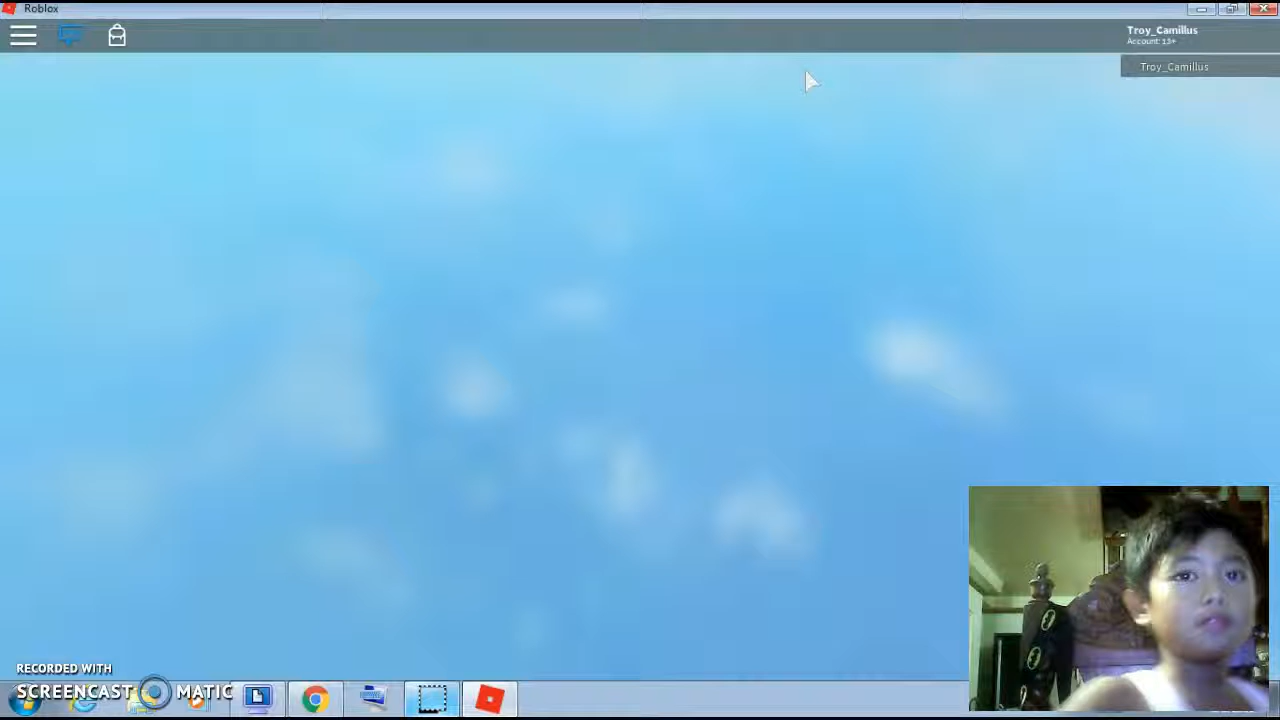 Roblox
Troy_Camillus
Account: 13+
Troy_Camillus
RECORDED WITH
SCREENCAST MATIC